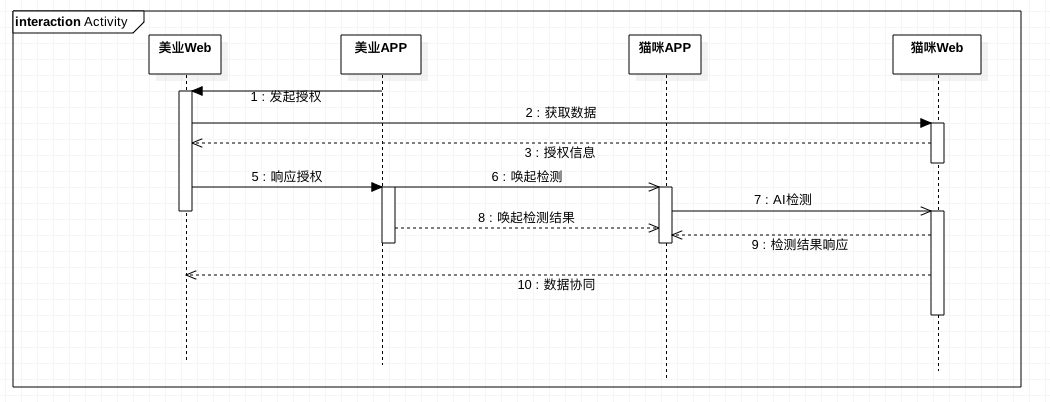 interaction Activity
美业Web
美业APP
猫咪APP
猫咪Web
1 : 发起授权
2 : 获取数据
3 : 授权信息
5 : 响应授权
6 : 唤起检测
7 : AI检测
8 : 唤起检测结果
9 : 检测结果响应
10 : 数据协同